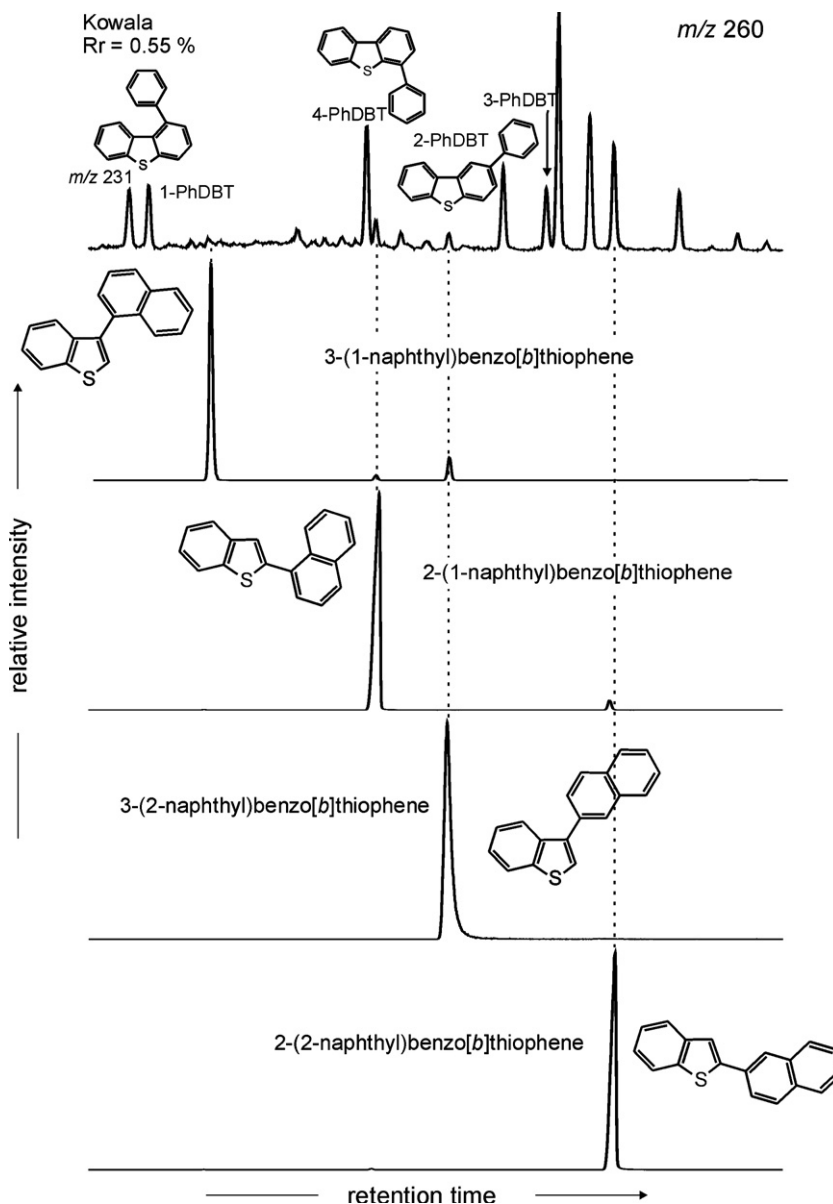 Kowala
Rr = 0.55 %
m/z 260
S
4-PhDBT
3-PhDBT
2-PhDBT
S
m/z 231
1-PhDBT
S
S
3-(1-naphthyl)benzo[b]thiophene
S
2-(1-naphthyl)benzo[b]thiophene
3-(2-naphthyl)benzo[b]thiophene
S
2-(2-naphthyl)benzo[b]thiophene
S
relative intensity
retention time